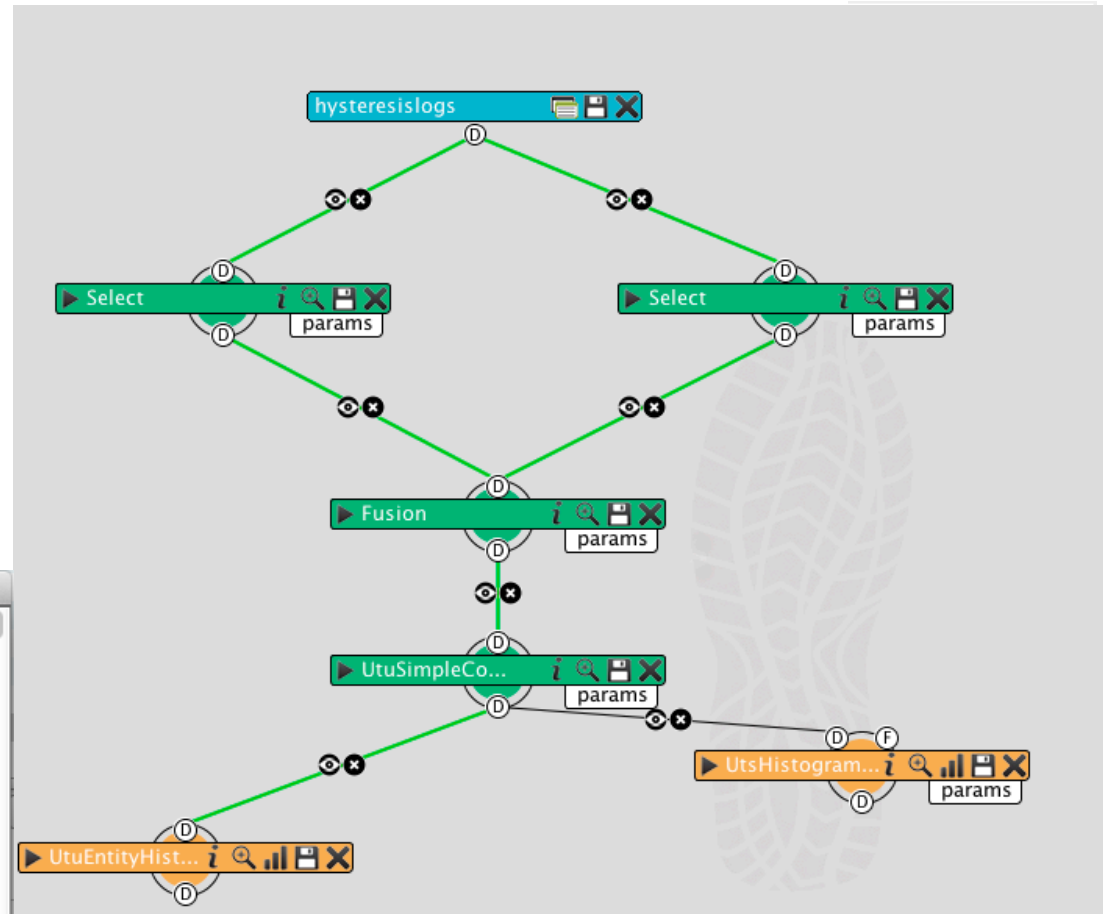 hysteresislogs
D
D
D
Select i
Select i
params
params
D
D
D
Fusion i
params
D
D
UtuSimpleCo... i
params
D
D
F
UtsHistogram... i
params
D
D
UtuEntityHist... i
D